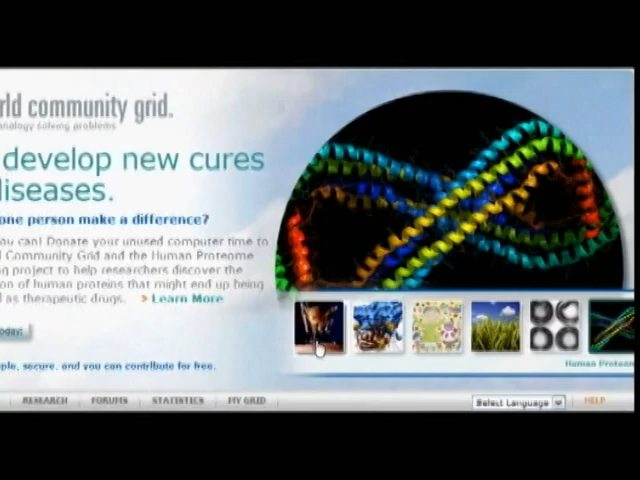 rld community grid.
nology solving problems
develop new cures
diseases.
one person make a difference?
ou can! Donate your unused computer time to
d Community Grid and the Human Proteome
ng project to help researchers discover the
on of human proteins that might end up being
d as therapeutic drugs. > Learn More
oday:
ple, secure, and you can contribute for free.
Human Proteom
RESEARCH FORUMS STATISTICS MY GRID
Select Language HELP